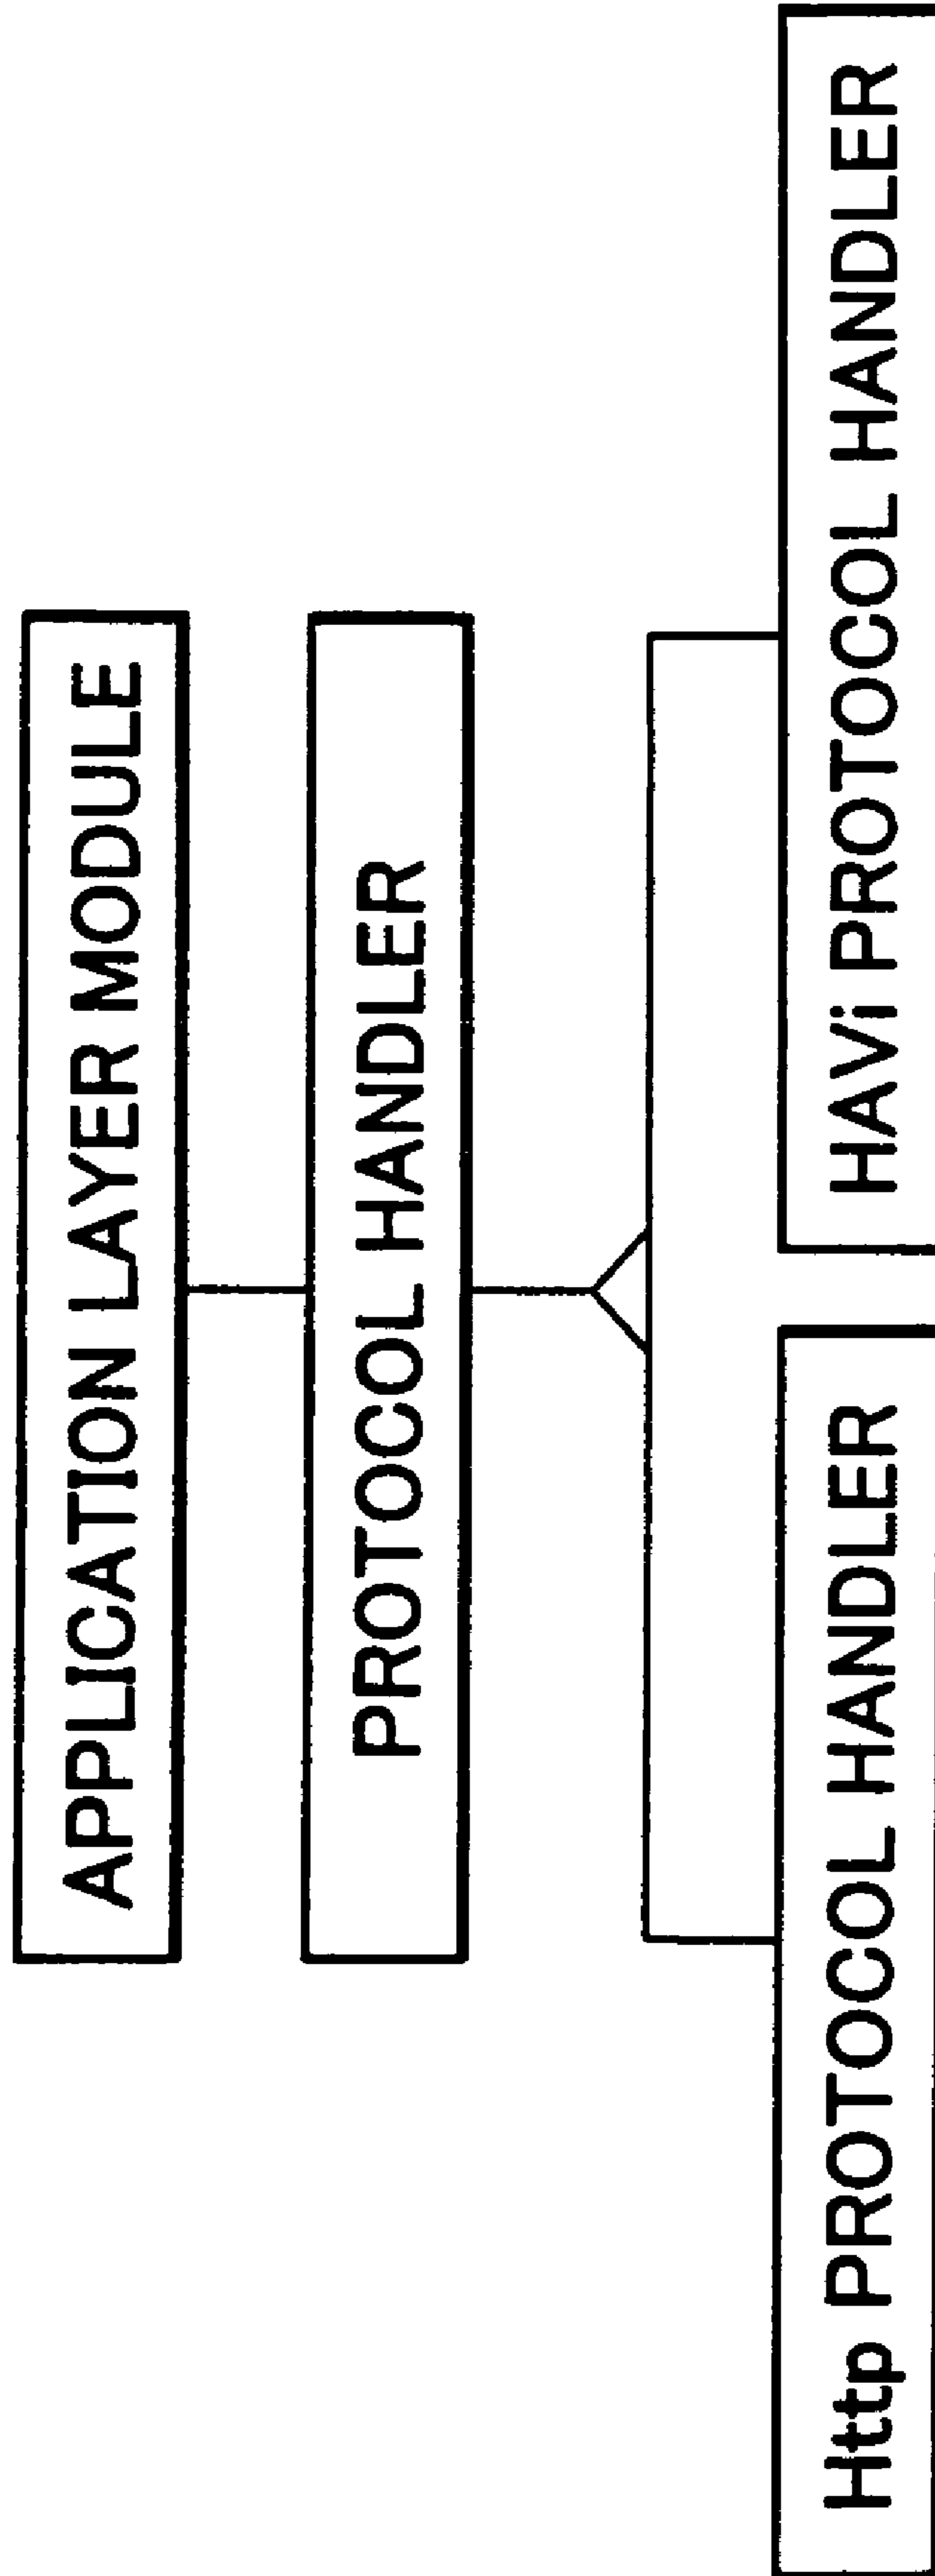 APPLICATION LAYER MODULE
PROTOCOL HANDLER
Http PROTOCOL HANDLER
HAVi PROTOCOL HANDLER